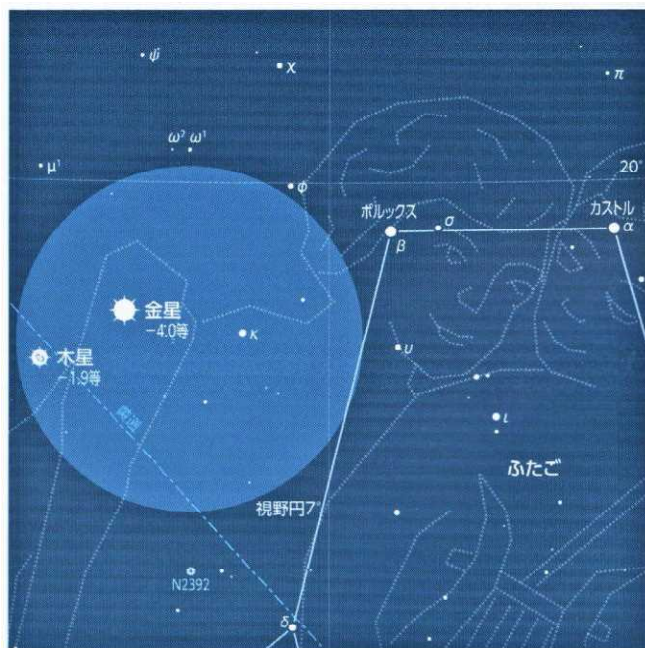 ψ
χ
π
ω² ω¹
μ¹
φ
20°
ポルックス
σ
カストル
β
α
金星
-4.0等
κ
木星
-1.9等
υ
黄道
ι
ふたご
視野円7°
N2392
δ